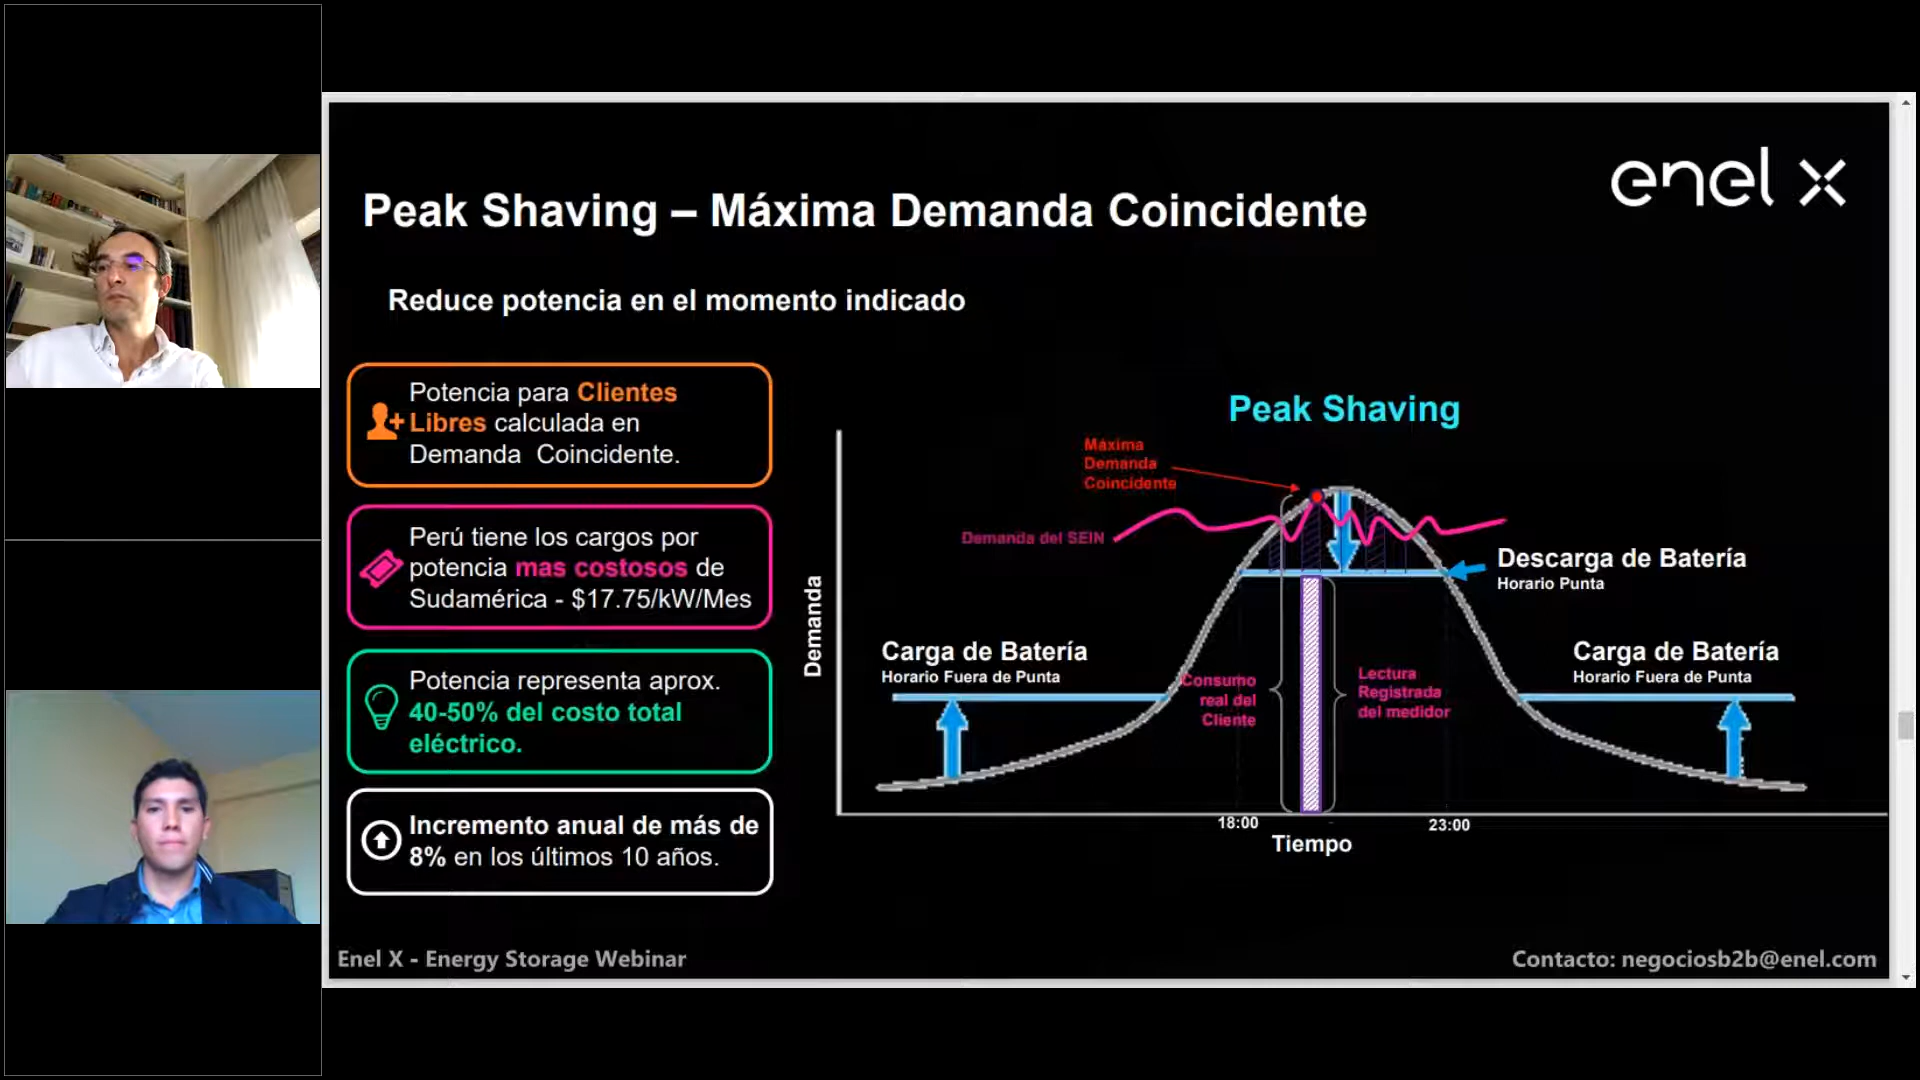 enel x
Peak Shaving – Máxima Demanda Coincidente
Reduce potencia en el momento indicado
Potencia para Clientes
Libres calculada en
Demanda Coincidente.
Perú tiene los cargos por
potencia mas costosos de
Sudamérica - $17.75/kW/Mes
Potencia representa aprox.
40-50% del costo total
eléctrico.
Incremento anual de más de
8% en los últimos 10 años.
Peak Shaving
Máxima
Demanda
Coincidente
Demanda del SEIN
Descarga de Batería
Horario Punta
Demanda
Carga de Batería
Horario Fuera de Punta
Consumo
real del
Cliente
Lectura
Registrada
del medidor
Carga de Batería
Horario Fuera de Punta
18:00
23:00
Tiempo
Enel X - Energy Storage Webinar
Contacto: negociosb2b@enel.com